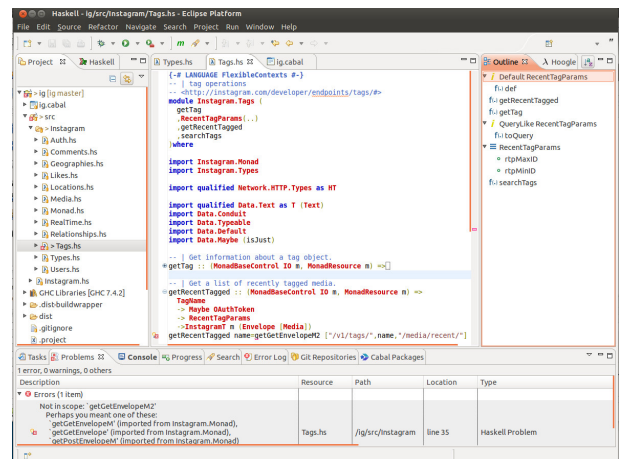 Haskell - ig/src/Instagram/Tags.hs - Eclipse Platform
File Edit Source Refactor Navigate Search Project Run Window Help
Project Haskell
> ig [ig master]
ig.cabal
> src
> Instagram
Auth.hs
Comments.hs
Geographies.hs
Likes.hs
Locations.hs
Media.hs
Monad.hs
RealTime.hs
Relationships.hs
> Tags.hs
Types.hs
Users.hs
Instagram.hs
GHC Libraries [GHC 7.4.2]
.dist-buildwrapper
dist
.gitignore
.project
Types.hs Tags.hs ig.cabal
{-# LANGUAGE FlexibleContexts #-}
-- | tag operations
-- <http://instagram.com/developer/endpoints/tags/#>
module Instagram.Tags (
getTag
,RecentTagParams(..)
,getRecentTagged
,searchTags
)where
import Instagram.Monad
import Instagram.Types
import qualified Network.HTTP.Types as HT
import qualified Data.Text as T (Text)
import Data.Conduit
import Data.Typeable
import Data.Default
import Data.Maybe (isJust)
-- | Get information about a tag object.
getTag :: (MonadBaseControl IO m, MonadResource m) =>
-- | Get a list of recently tagged media.
getRecentTagged :: (MonadBaseControl IO m, MonadResource m) =>
TagName
-> Maybe OAuthToken
-> RecentTagParams
->InstagramT m (Envelope [Media])
getRecentTagged name=getGetEnvelopeM2 ["/v1/tags/",name,"/media/recent/"]
Outline Hoogle
Default RecentTagParams
def
getRecentTagged
getTag
QueryLike RecentTagParams
toQuery
RecentTagParams
rtpMaxID
rtpMinID
searchTags
Tasks Problems Console Progress Search Error Log Git Repositories Cabal Packages
1 error, 0 warnings, 0 others
Description Resource Path Location Type
Errors (1 item)
Not in scope: `getGetEnvelopeM2'
Perhaps you meant one of these:
`getGetEnvelopeM' (imported from Instagram.Monad),
`getGetEnvelope' (imported from Instagram.Monad), Tags.hs /ig/src/Instagram line 35 Haskell Problem
`getPostEnvelopeM' (imported from Instagram.Monad)